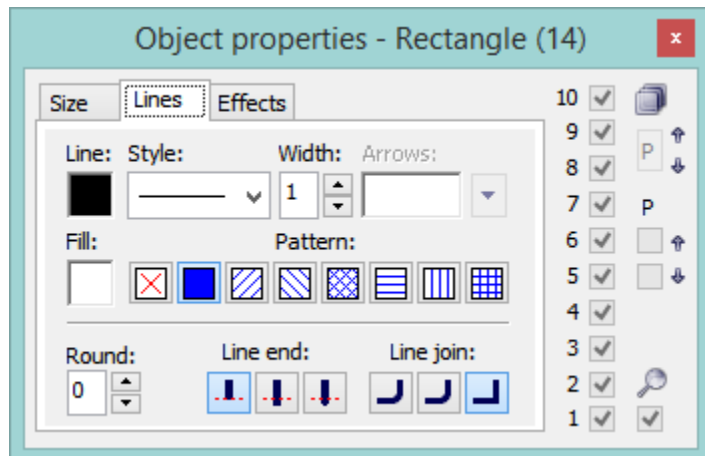 Object properties - Rectangle (14)
x
Size Lines Effects
Line: Style: Width: Arrows:
1
Fill: Pattern:
Round: Line end: Line join:
0
10
9
8
7
6
5
4
3
2
1
P
P